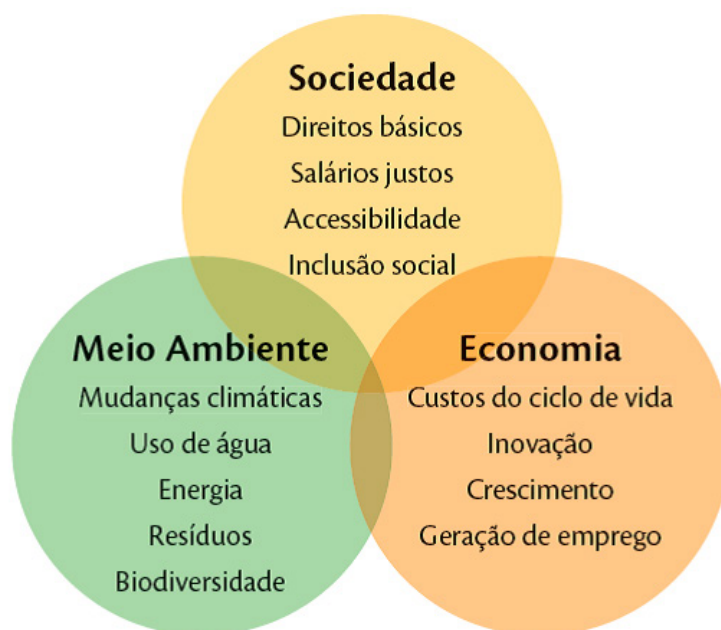 Sociedade
Direitos básicos
Salários justos
Accessibilidade
Inclusão social
Meio Ambiente
Mudanças climáticas
Uso de água
Energia
Resíduos
Biodiversidade
Economia
Custos do ciclo de vida
Inovação
Crescimento
Geração de emprego